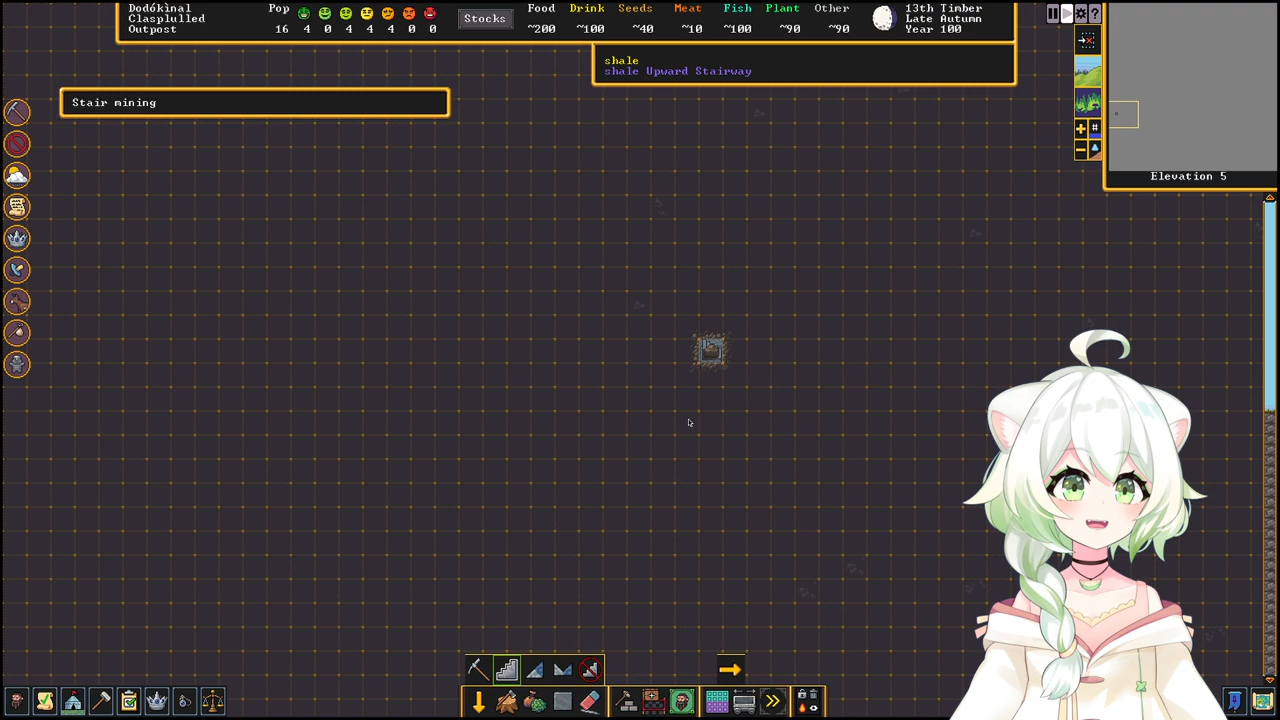 Dodókinal
Clasplulled
Outpost
Pop
16 4 0 4 4 4 0 0
Stocks
Food Drink Seeds Meat Fish Plant Other
~200 ~100 ~40 ~10 ~100 ~90 ~90
13th Timber
Late Autumn
Year 100
shale
shale Upward Stairway
Stair mining
Elevation 5